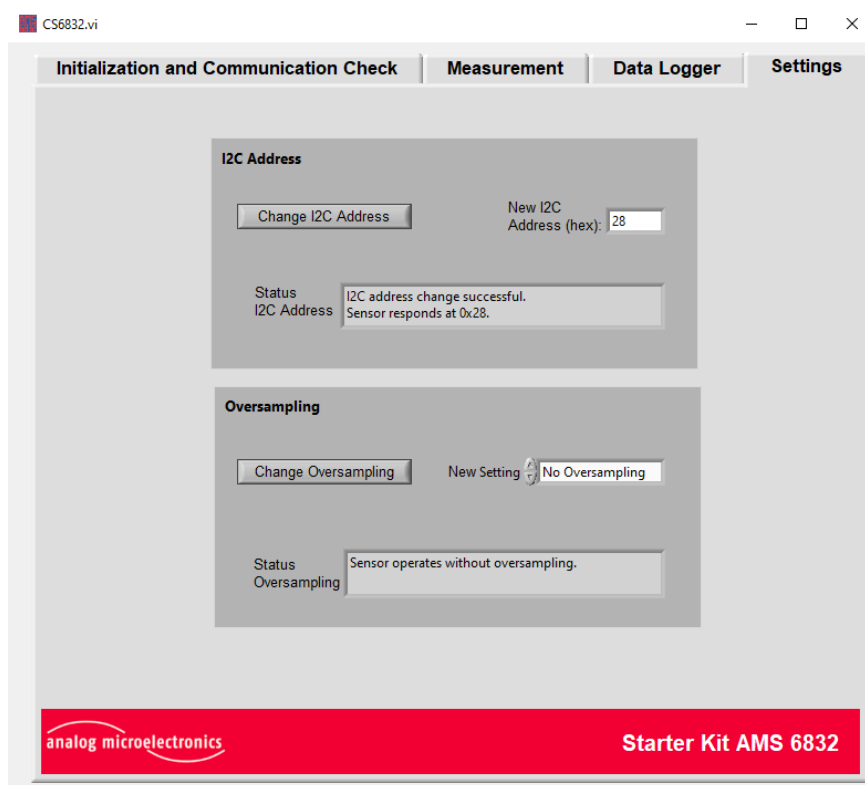 CS6832.vi
Initialization and Communication Check
Measurement
Data Logger
Settings
I2C Address
Change I2C Address
New I2C
Address (hex):
28
Status
I2C Address
I2C address change successful.
Sensor responds at 0x28.
Oversampling
Change Oversampling
New Setting
No Oversampling
Status
Oversampling
Sensor operates without oversampling.
analog microelectronics
Starter Kit AMS 6832